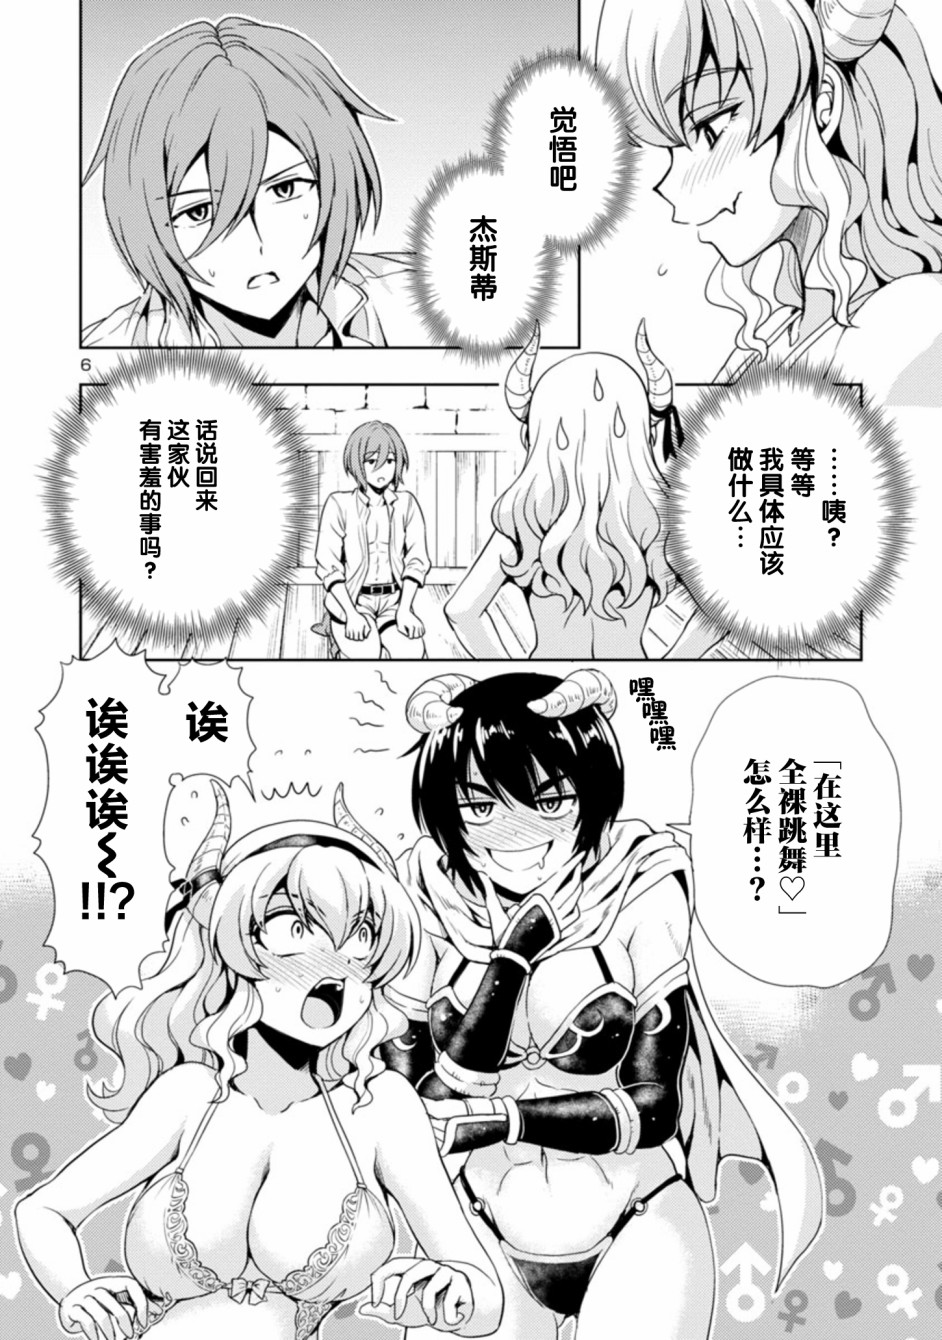 觉悟吧
杰斯蒂
6
……咦?
等等
我具体应该
做什么…
话说回来
这家伙
有害羞的事吗?
「在这里
全裸跳舞♡」
怎么样…?
嘿嘿嘿
诶
诶诶诶~
!!?